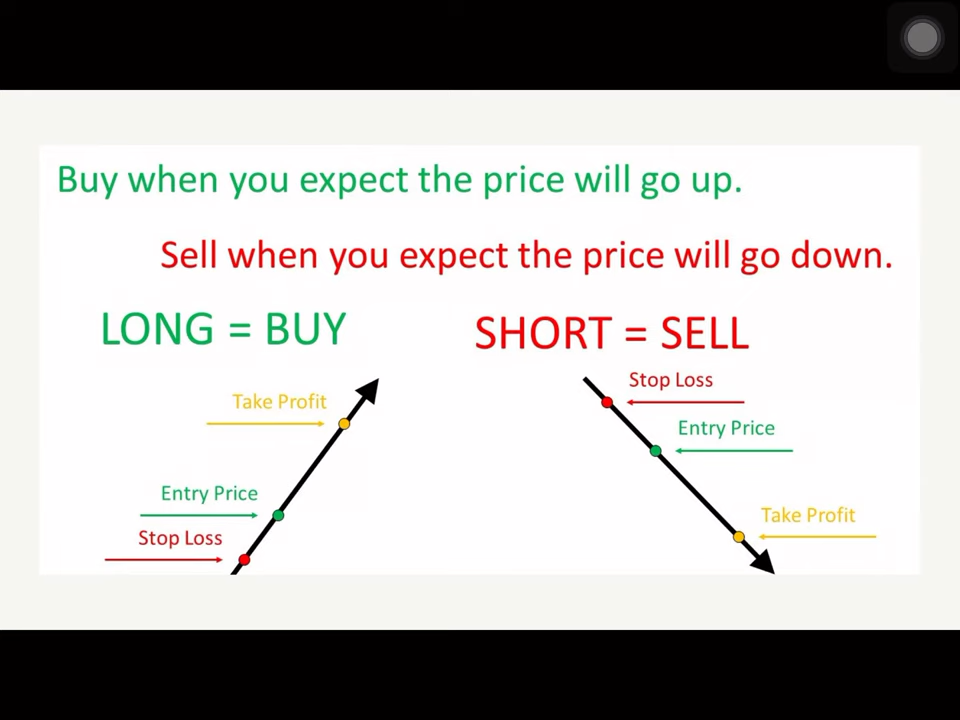 Buy when you expect the price will go up.
Sell when you expect the price will go down.
LONG = BUY
SHORT = SELL
Take Profit
Entry Price
Stop Loss
Stop Loss
Entry Price
Take Profit